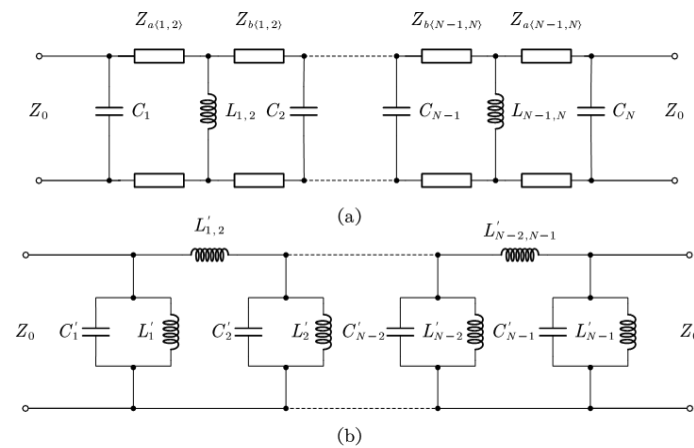 Z_{a(1,2)} Z_{b(1,2)} Z_{b(N−1,N)} Z_{a(N−1,N)}
Z_0 C_1 L_{1,2} C_2 C_{N−1} L_{N−1,N} C_N Z_0
(a)
L'_{1,2} L'_{N−2,N−1}
Z_0 C'_1 L'_1 C'_2 L'_2 C'_{N−2} L'_{N−2} C'_{N−1} L'_{N−1} Z_0
(b)